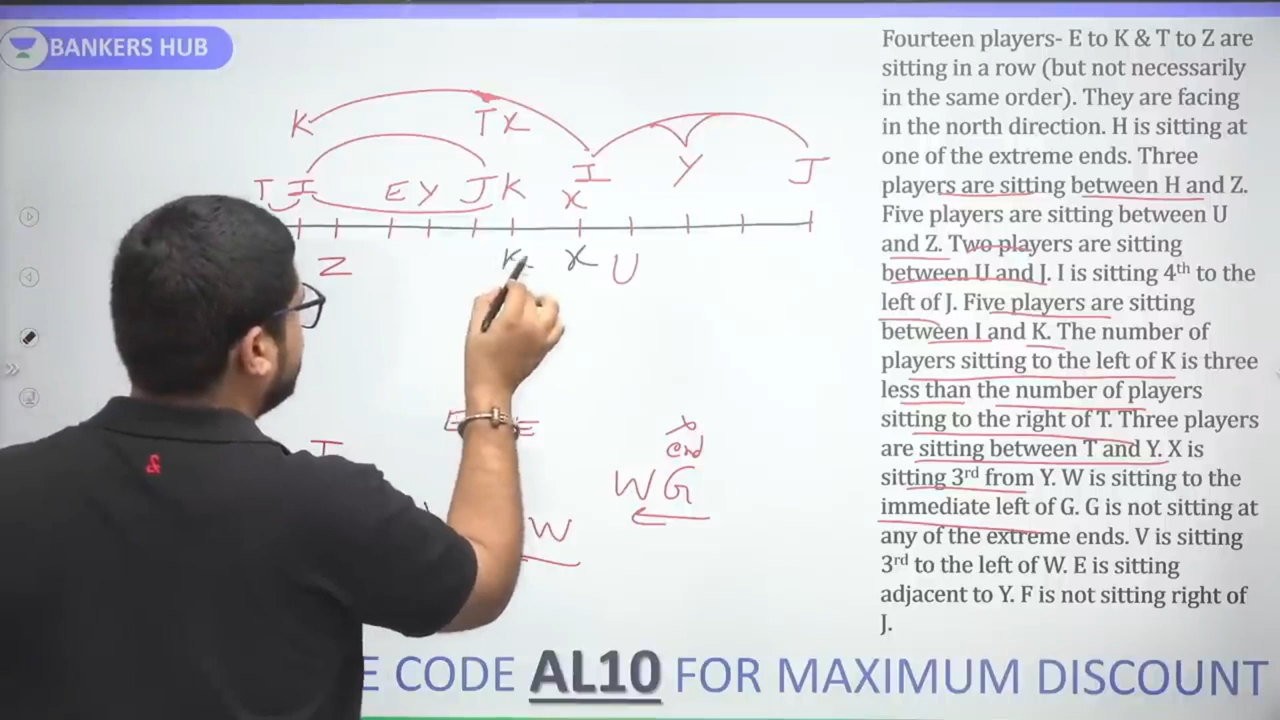 BANKERS HUB
K
T X
I
Y
J
T I E Y J K
X
Z
K
X U
E
E
I
x
end
W G
W
Fourteen players- E to K & T to Z are
sitting in a row (but not necessarily
in the same order). They are facing
in the north direction. H is sitting at
one of the extreme ends. Three
players are sitting between H and Z.
Five players are sitting between U
and Z. Two players are sitting
between U and J. I is sitting 4th to the
left of J. Five players are sitting
between I and K. The number of
players sitting to the left of K is three
less than the number of players
sitting to the right of T. Three players
are sitting between T and Y. X is
sitting 3rd from Y. W is sitting to the
immediate left of G. G is not sitting at
any of the extreme ends. V is sitting
3rd to the left of W. E is sitting
adjacent to Y. F is not sitting right of
J.
E CODE AL10 FOR MAXIMUM DISCOUNT